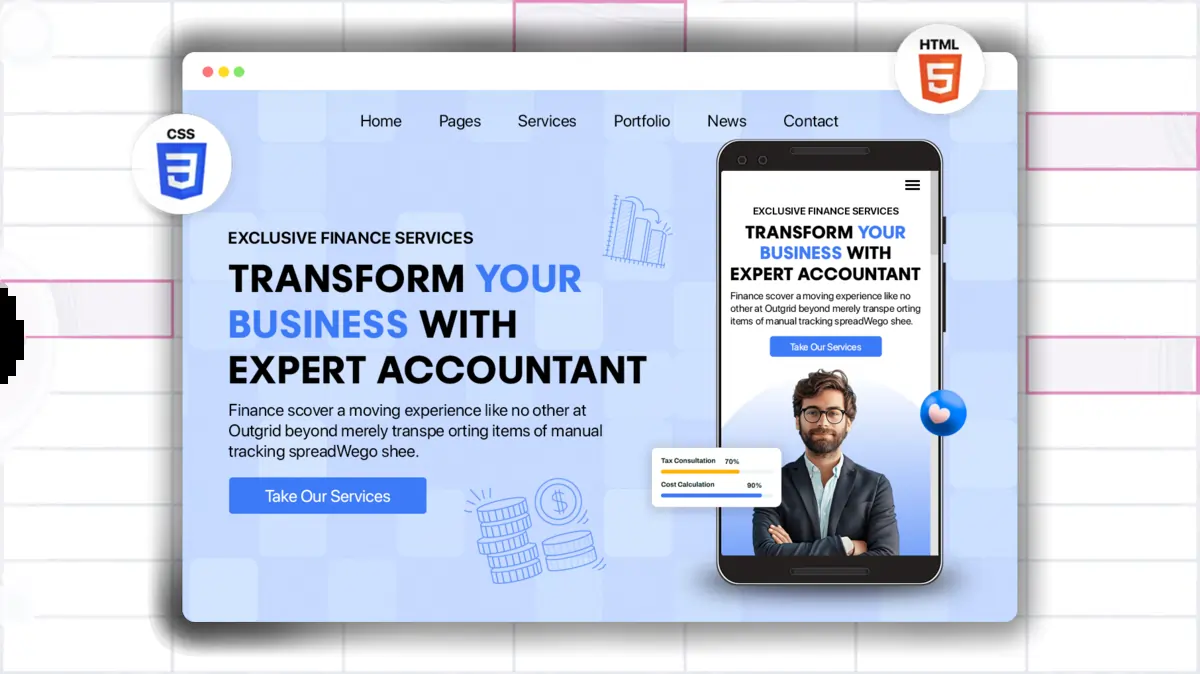 HTML
CSS
Home Pages Services Portfolio News Contact
EXCLUSIVE FINANCE SERVICES
TRANSFORM YOUR
BUSINESS WITH
EXPERT ACCOUNTANT
Finance scover a moving experience like no other at
Outgrid beyond merely transpe orting items of manual
tracking spreadWego shee.
Take Our Services
EXCLUSIVE FINANCE SERVICES
TRANSFORM YOUR
BUSINESS WITH
EXPERT ACCOUNTANT
Finance scover a moving experience like no
other at Outgrid beyond merely transpe orting
items of manual tracking spreadWego shee.
Take Our Services
Tax Consultation 70%
Cost Calculation 90%